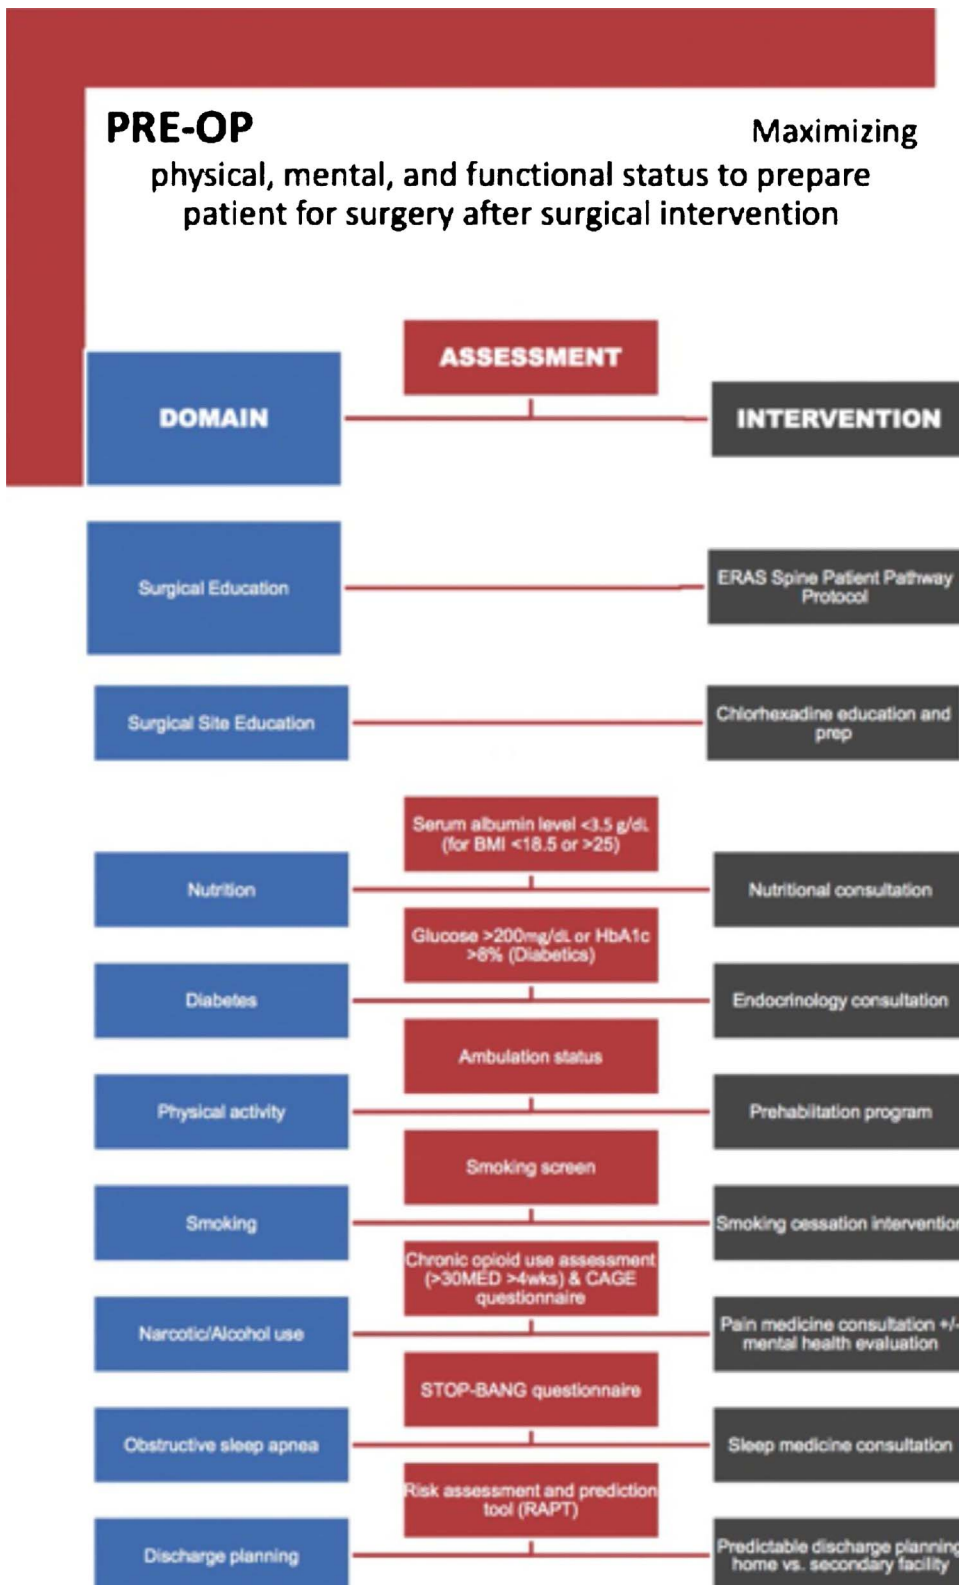 PRE-OP Maximizing
physical, mental, and functional status to prepare
patient for surgery after surgical intervention
ASSESSMENT
DOMAIN
INTERVENTION
Surgical Education
ERAS Spine Patient Pathway
Protocol
Surgical Site Education
Chlorhexadine education and
prep
Serum albumin level <3.5 g/dL
(for BMI <18.5 or >25)
Nutrition
Nutritional consultation
Glucose >200mg/dL or HbA1c
>8% (Diabetics)
Diabetes
Endocrinology consultation
Ambulation status
Physical activity
Prehabiltation program
Smoking screen
Smoking
Smoking cessation intervention
Chronic opioid use assessment
(>30MED >4wks) & CAGE
questionnaire
Narcotic/Alcohol use
Pain medicine consultation +/-
mental health evaluation
STOP-BANG questionnaire
Obstructive sleep apnea
Sleep medicine consultation
Risk assessment and prediction
tool (RAPT)
Discharge planning
Predictable discharge planning
home vs. secondary facility